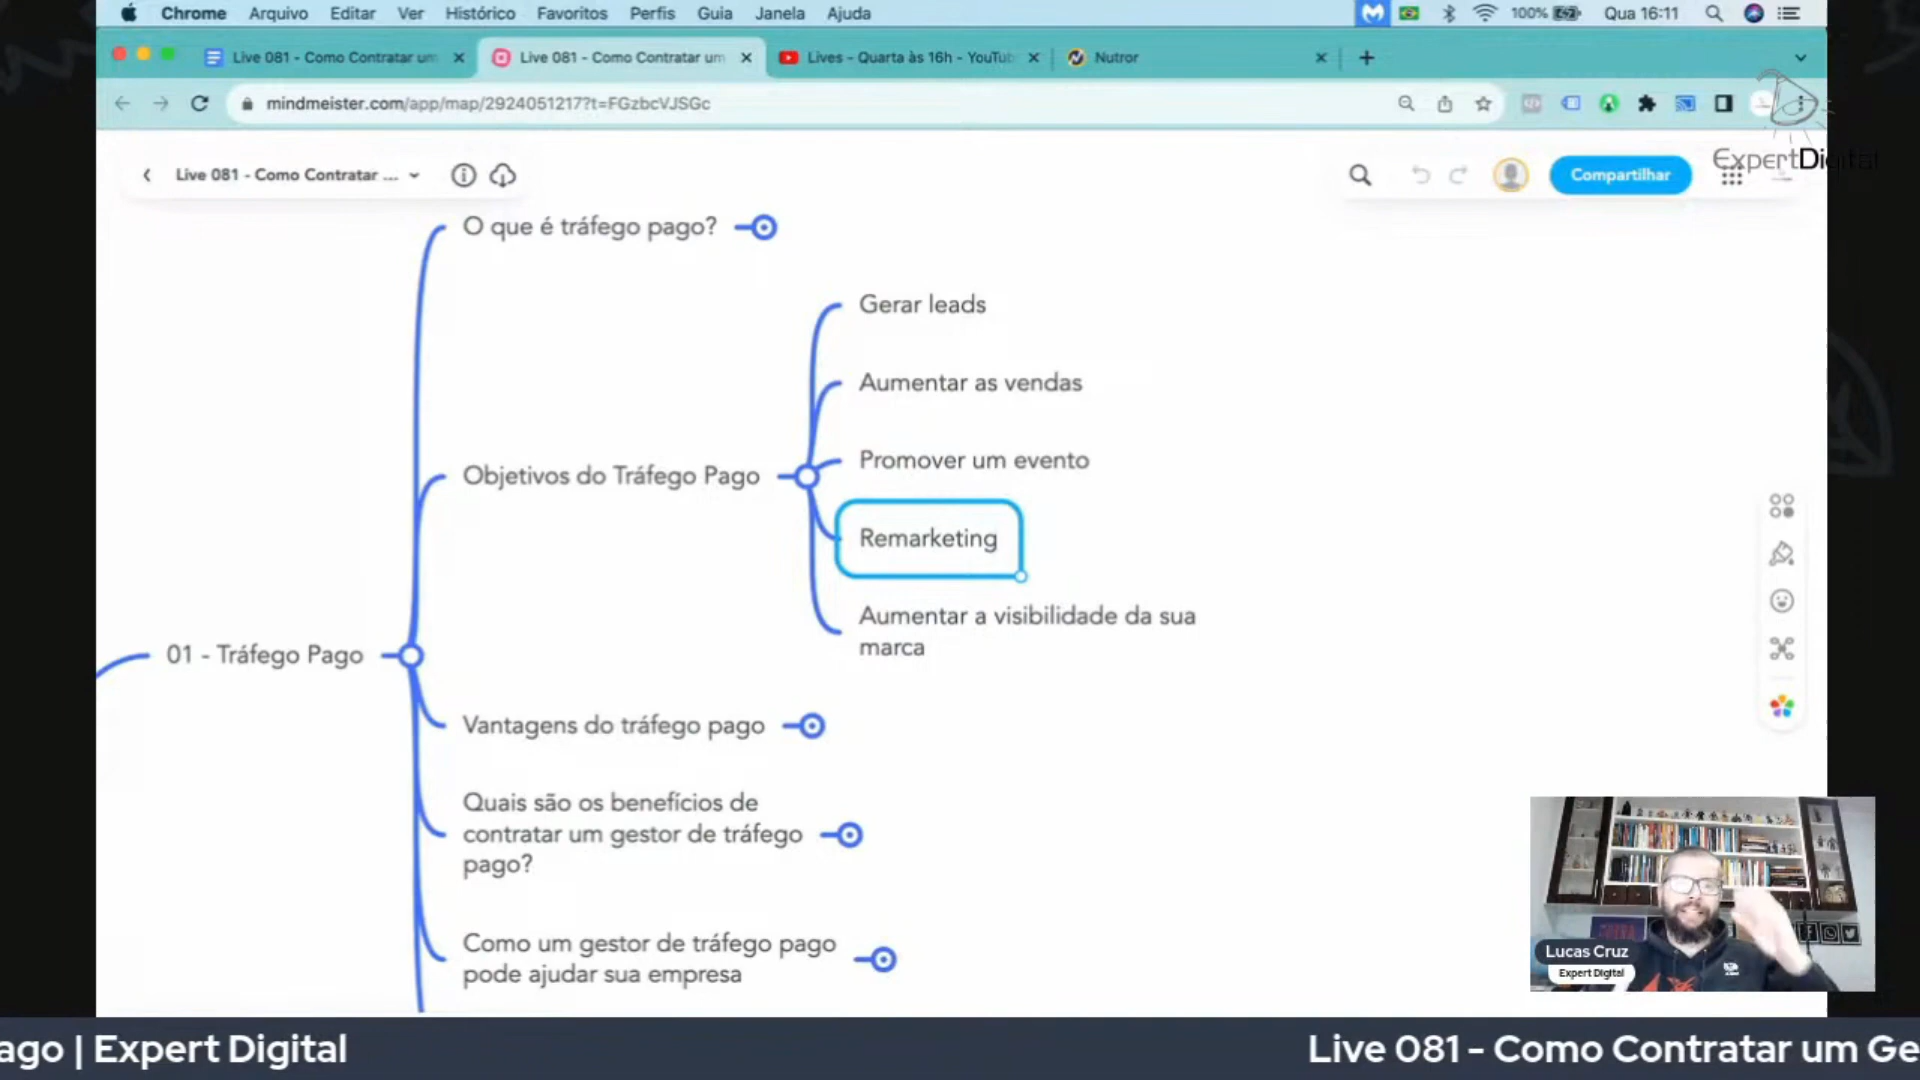 Chrome Arquivo Editar Ver Histórico Favoritos Perfis Guia Janela Ajuda 100% Qua 16:11
Live 081 - Como Contratar um Live 081 - Como Contratar um Lives - Quarta às 16h - YouTub Nutror
mindmeister.com/app/map/2924051217?t=FGzbcVJSGc
ExpertDigital
Live 081 - Como Contratar ... Compartilhar
O que é tráfego pago?
Gerar leads
Aumentar as vendas
Promover um evento
Objetivos do Tráfego Pago
Remarketing
Aumentar a visibilidade da sua
marca
01 - Tráfego Pago
Vantagens do tráfego pago
Quais são os benefícios de
contratar um gestor de tráfego
pago?
Como um gestor de tráfego pago
pode ajudar sua empresa
Lucas Cruz
Expert Digital
ago | Expert Digital Live 081 - Como Contratar um Ge